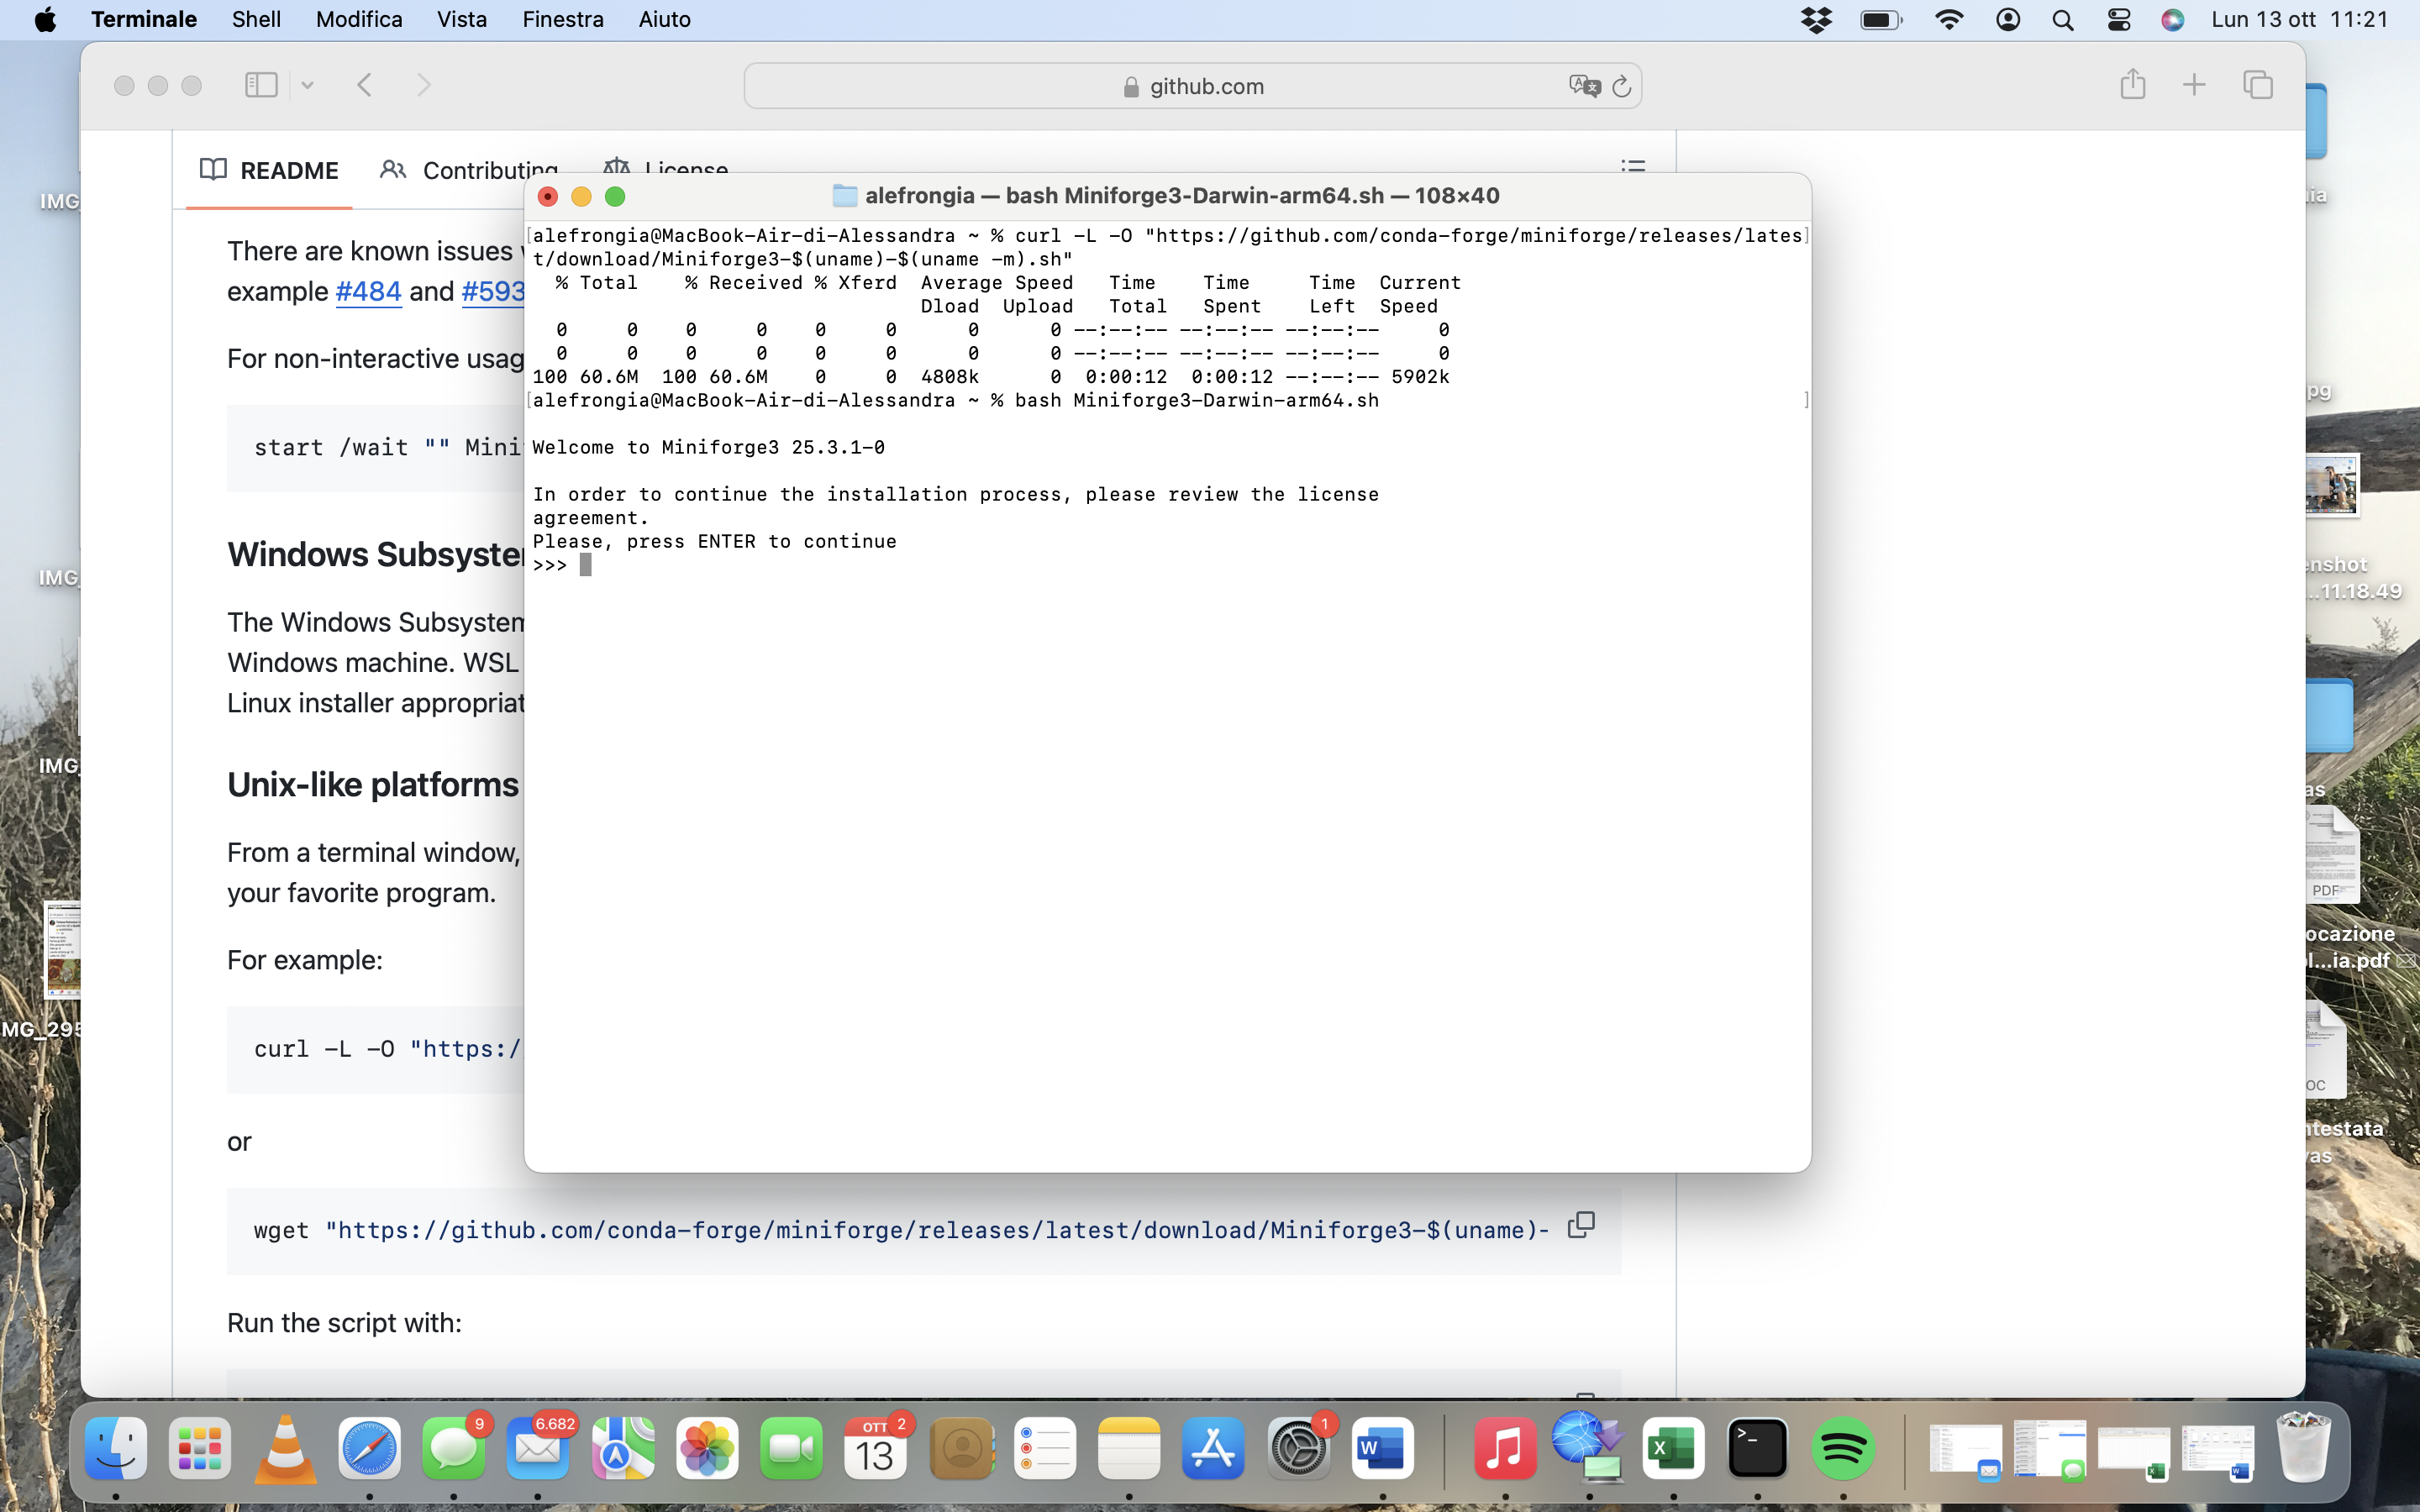 Terminale Shell Modifica Vista Finestra Aiuto Lun 13 ott 11:21
github.com
README Contributing License
There are known issues
example #484 and #593
For non-interactive usag
start /wait "" Mini
Windows Subsyste
The Windows Subsystem
Windows machine. WSL
Linux installer appropriat
Unix-like platforms
From a terminal window,
your favorite program.
For example:
curl -L -O "https:/
or
wget "https://github.com/conda-forge/miniforge/releases/latest/download/Miniforge3-$(uname)-
Run the script with:
alefrongia — bash Miniforge3-Darwin-arm64.sh — 108×40
[alefrongia@MacBook-Air-di-Alessandra ~ % curl -L -O "https://github.com/conda-forge/miniforge/releases/lates]
t/download/Miniforge3-$(uname)-$(uname -m).sh"
% Total % Received % Xferd Average Speed Time Time Time Current
Dload Upload Total Spent Left Speed
0 0 0 0 0 0 0 0 --:--:-- --:--:-- --:--:-- 0
0 0 0 0 0 0 0 0 --:--:-- --:--:-- --:--:-- 0
100 60.6M 100 60.6M 0 0 4808k 0 0:00:12 0:00:12 --:--:-- 5902k
[alefrongia@MacBook-Air-di-Alessandra ~ % bash Miniforge3-Darwin-arm64.sh ]
Welcome to Miniforge3 25.3.1-0
In order to continue the installation process, please review the license
agreement.
Please, press ENTER to continue
>>>
IMG_
IMG_
IMG_
MG_295
ia
pg
enshot
...11.18.49
as
PDF
ocazione
l...ia.pdf
OC
ntestata
vas
9
6.682
OTT 2
13
1
W
X
>_